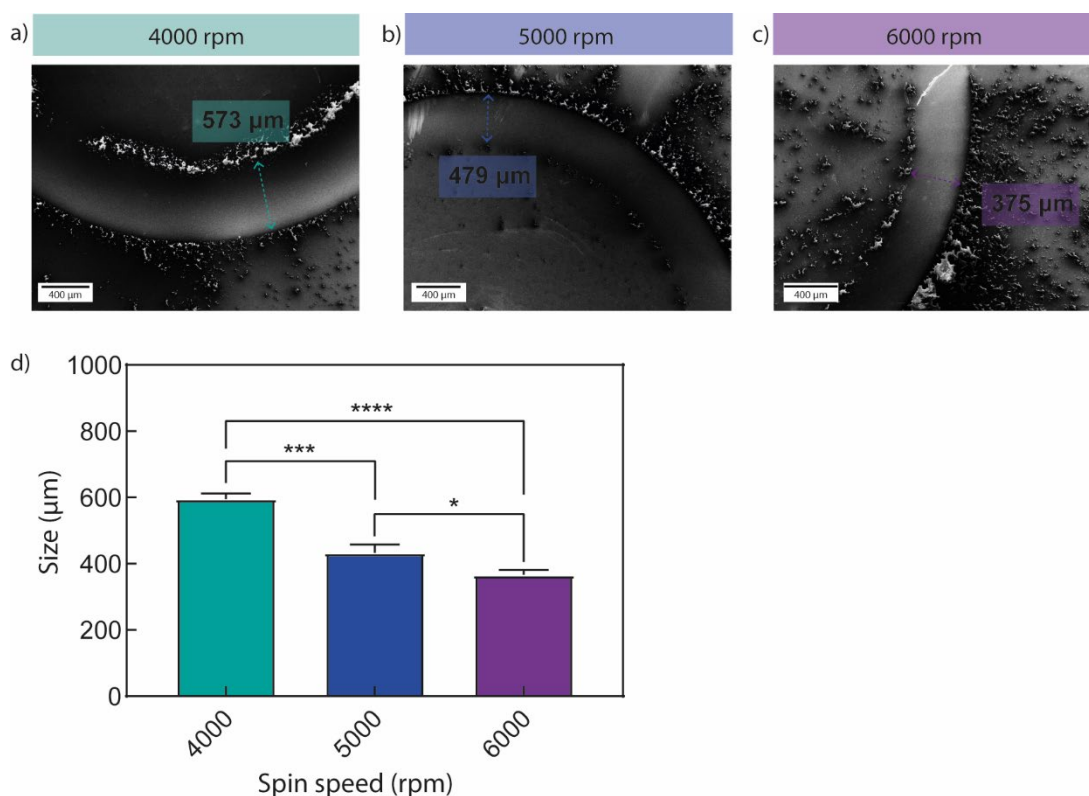 a)
4000 rpm
b)
5000 rpm
c)
6000 rpm
573 µm
479 µm
375 µm
400 µm
400 µm
400 µm
d)
1000
800
600
400
200
0
Size (µm)
****
***
*
4000
5000
6000
Spin speed (rpm)